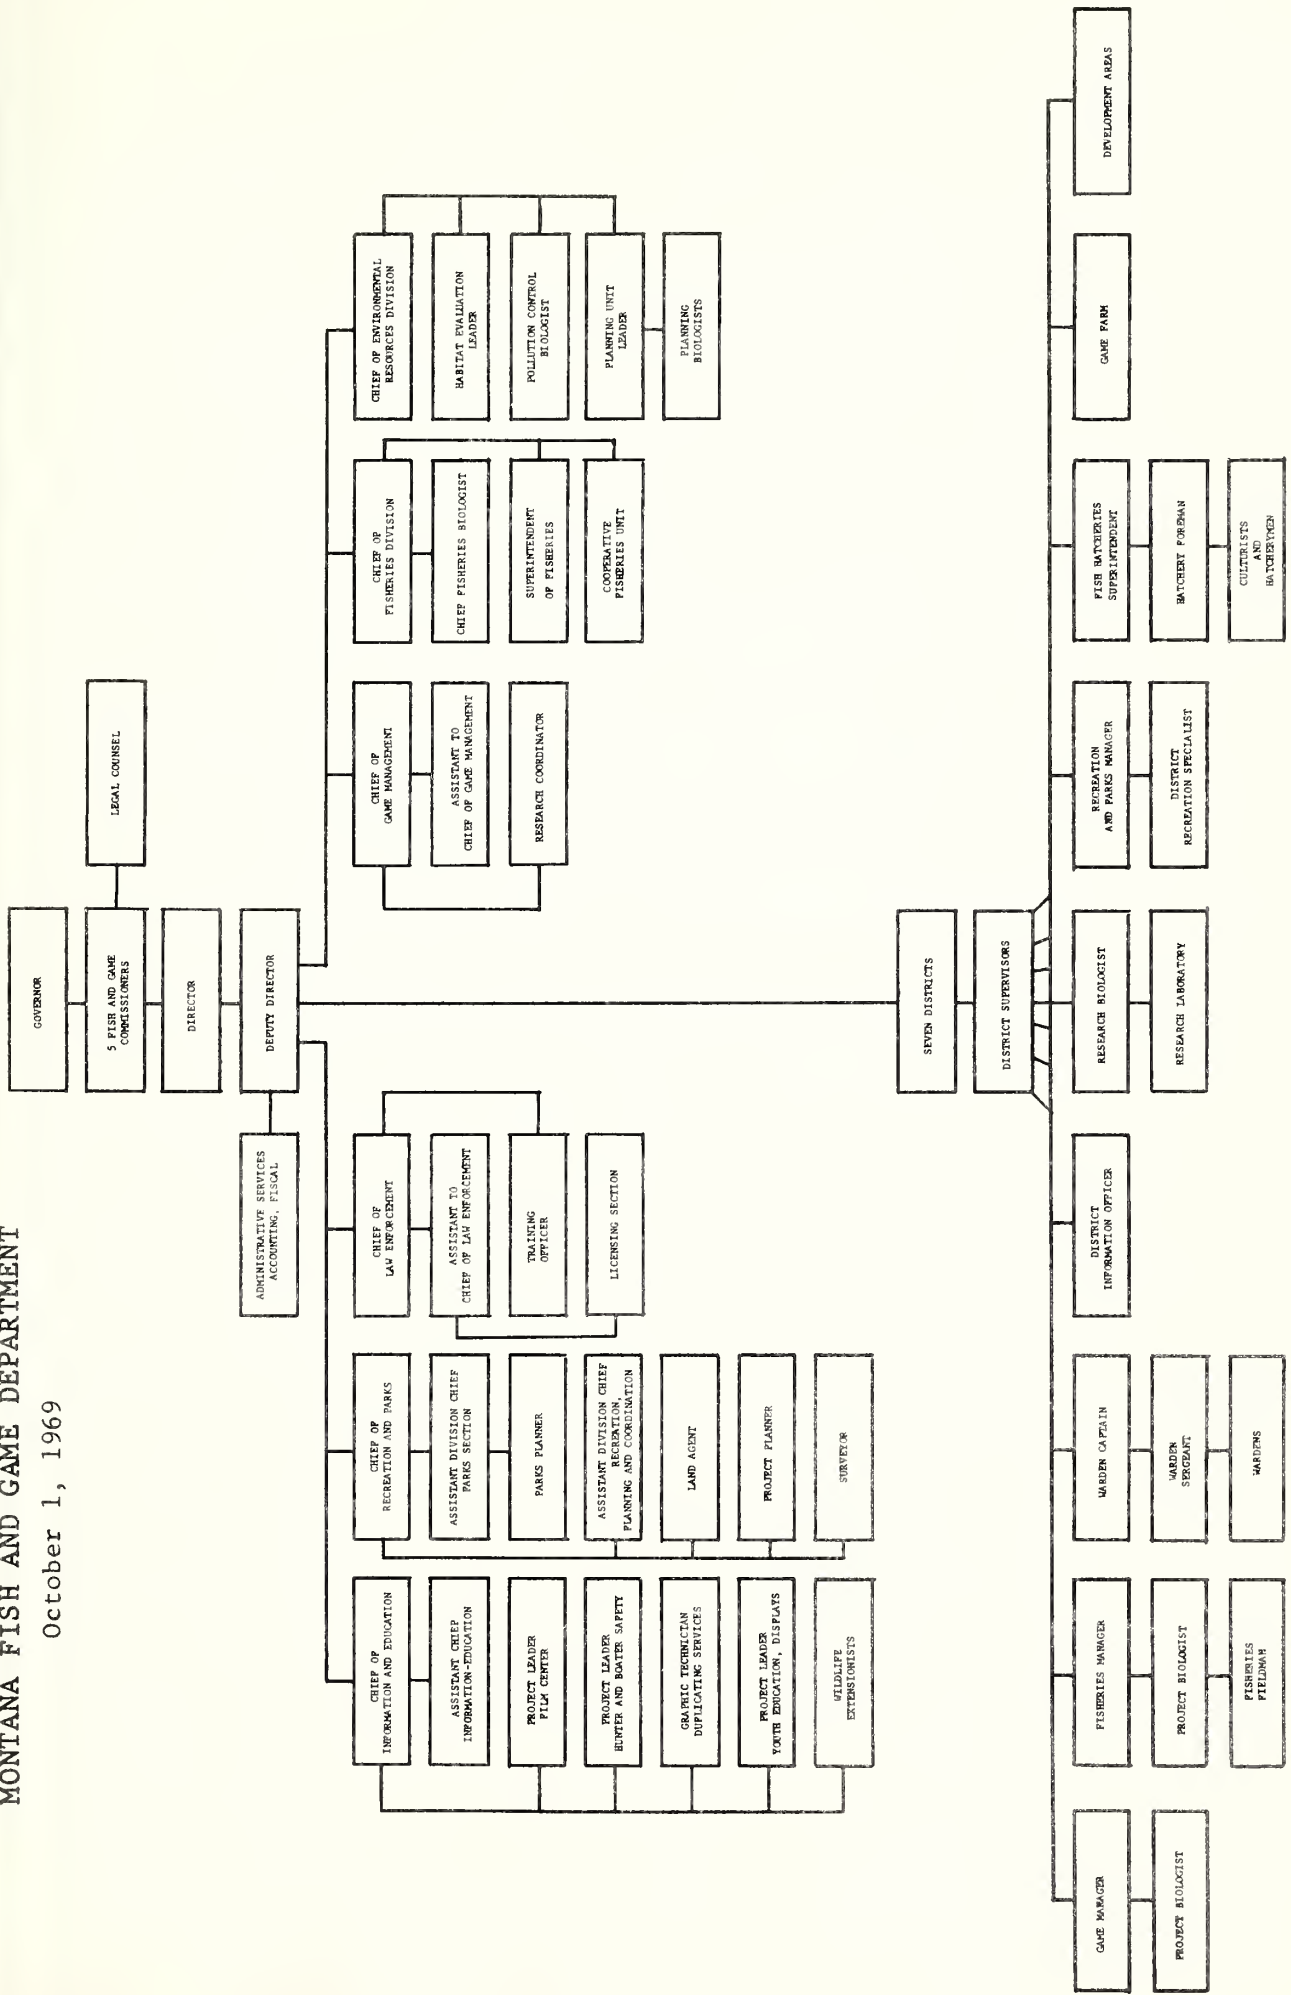 MONTANA FISH AND GAME DEPARTMENT
October 1, 1969
GOVERNOR
5 FISH AND GAME
COMMISSIONERS
LEGAL COUNSEL
DIRECTOR
ADMINISTRATIVE SERVICES
ACCOUNTING, FISCAL
DEPUTY DIRECTOR
CHIEF OF
INFORMATION AND EDUCATION
ASSISTANT CHIEF
INFORMATION-EDUCATION
PROJECT LEADER
FILM CENTER
PROJECT LEADER
HUNTER AND BOATER SAFETY
GRAPHIC TECHNICIAN
DUPLICATING SERVICES
PROJECT LEADER
YOUTH EDUCATION, DISPLAYS
WILDLIFE
EXTENSIONISTS
CHIEF OF
RECREATION AND PARKS
ASSISTANT DIVISION CHIEF
PARKS SECTION
PARKS PLANNER
ASSISTANT DIVISION CHIEF
RECREATION,
PLANNING AND COORDINATION
LAND AGENT
PROJECT PLANNER
SURVEYOR
CHIEF OF
LAW ENFORCEMENT
ASSISTANT TO
CHIEF OF LAW ENFORCEMENT
TRAINING
OFFICER
LICENSING SECTION
CHIEF OF
GAME MANAGEMENT
ASSISTANT TO
CHIEF OF GAME MANAGEMENT
RESEARCH COORDINATOR
CHIEF OF
FISHERIES DIVISION
CHIEF FISHERIES BIOLOGIST
SUPERINTENDENT
OF FISHERIES
COOPERATIVE
FISHERIES UNIT
CHIEF OF ENVIRONMENTAL
RESOURCES DIVISION
HABITAT EVALUATION
LEADER
POLLUTION CONTROL
BIOLOGIST
PLANNING UNIT
LEADER
PLANNING
BIOLOGISTS
SEVEN DISTRICTS
DISTRICT SUPERVISORS
GAME MANAGER
PROJECT BIOLOGIST
FISHERIES MANAGER
PROJECT BIOLOGIST
FISHERIES
FIELDMAN
WARDEN CAPTAIN
WARDEN
SERGEANT
WARDENS
DISTRICT
INFORMATION OFFICER
RESEARCH BIOLOGIST
RESEARCH LABORATORY
RECREATION
AND PARKS MANAGER
DISTRICT
RECREATION SPECIALIST
FISH HATCHERIES
SUPERINTENDENT
HATCHERY FOREMAN
CULTURISTS
AND
HATCHERYMEN
GAME FARM
DEVELOPMENT AREAS